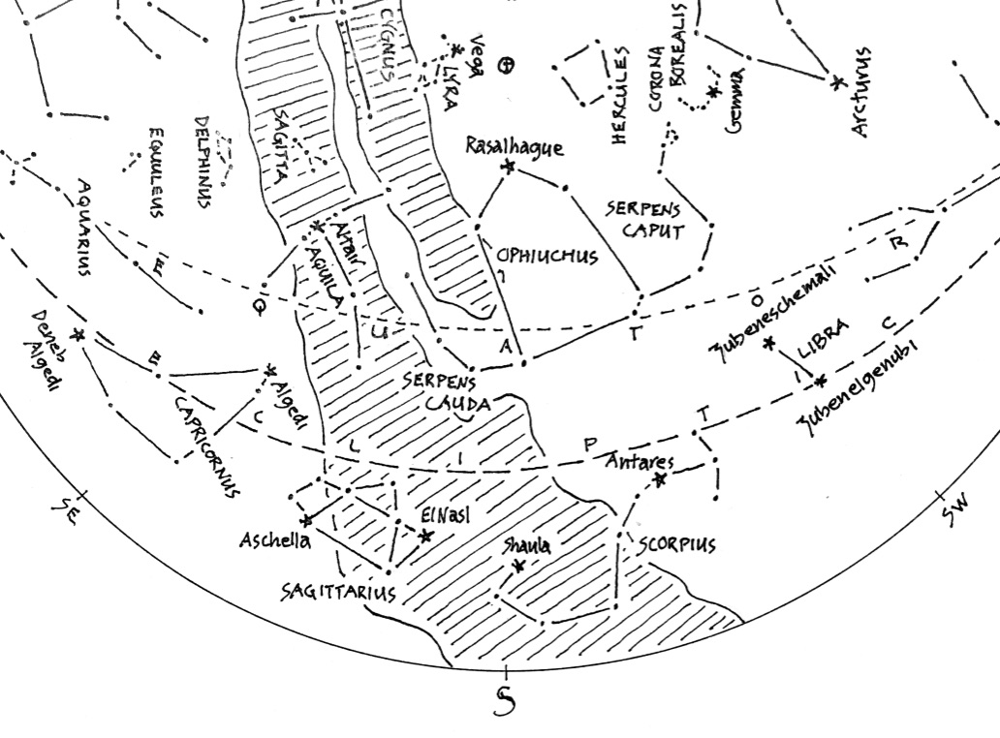 CYGNUS
Vega
LYRA
HERCULES
CORONA
BOREALIS
Gemma
Arcturus
SAGITTA
DELPHINUS
EQUULEUS
Rasalhague
SERPENS
CAPUT
OPHIUCHUS
AQUARIUS
Altair
AQUILA
E
Q
U
A
T
O
R
Deneb
Algedi
Algedi
CAPRICORNUS
SERPENS
CAUDA
Zubeneschemali
LIBRA
Zubenelgenubi
E
C
L
I
P
T
I
C
Antares
ElNasl
Aschella
SAGITTARIUS
Shaula
SCORPIUS
SE
S
SW